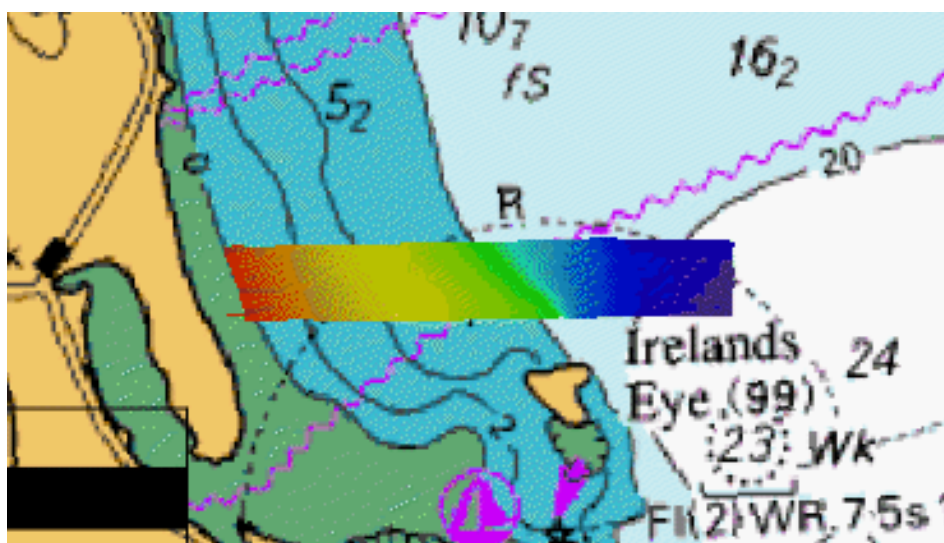 10₇
fS
16₂
5₂
20
R
Irelands
Eye (99)
24
23
Wk
Fl(2) WR.7·5s